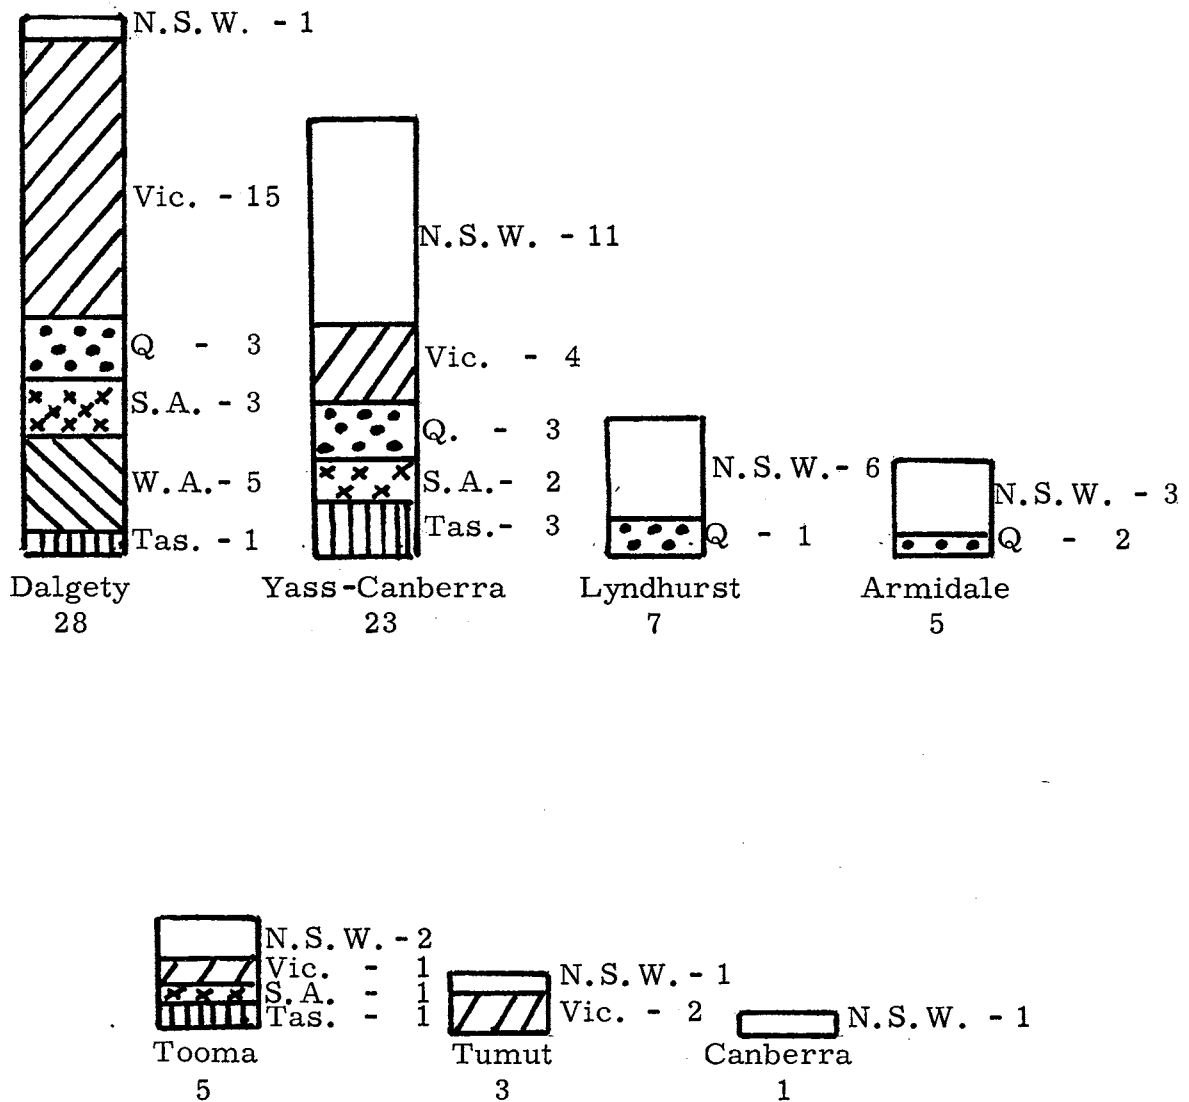 N.S.W. - 1
Vic. - 15
Q - 3
S.A. - 3
W.A. - 5
Tas. - 1
Dalgety
28
N.S.W. - 11
Vic. - 4
Q. - 3
S.A. - 2
Tas. - 3
Yass-Canberra
23
N.S.W. - 6
Q - 1
Lyndhurst
7
N.S.W. - 3
Q - 2
Armidale
5
N.S.W. - 2
Vic. - 1
S.A. - 1
Tas. - 1
Tooma
5
N.S.W. - 1
Vic. - 2
Tumut
3
N.S.W. - 1
Canberra
1